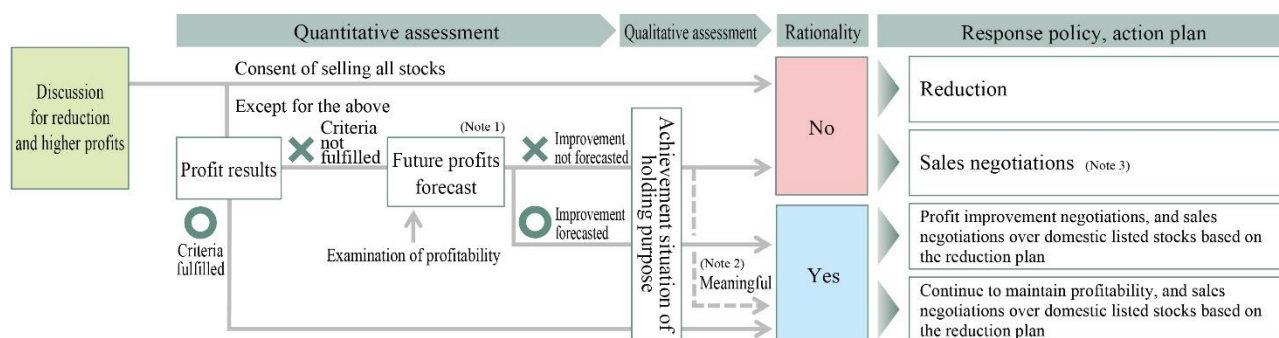 Quantitative assessment
Qualitative assessment
Rationality
Response policy, action plan
Discussion
for reduction
and higher profits
Consent of selling all stocks
Except for the above
Profit results
Criteria
not
fulfilled
(Note 1)
Future profits
forecast
Improvement
not forecasted
Improvement
forecasted
Criteria
fulfilled
Examination of profitability
Achievement situation of
holding purpose
(Note 2)
Meaningful
No
Yes
Reduction
Sales negotiations (Note 3)
Profit improvement negotiations, and sales
negotiations over domestic listed stocks based on
the reduction plan
Continue to maintain profitability, and sales
negotiations over domestic listed stocks based on
the reduction plan